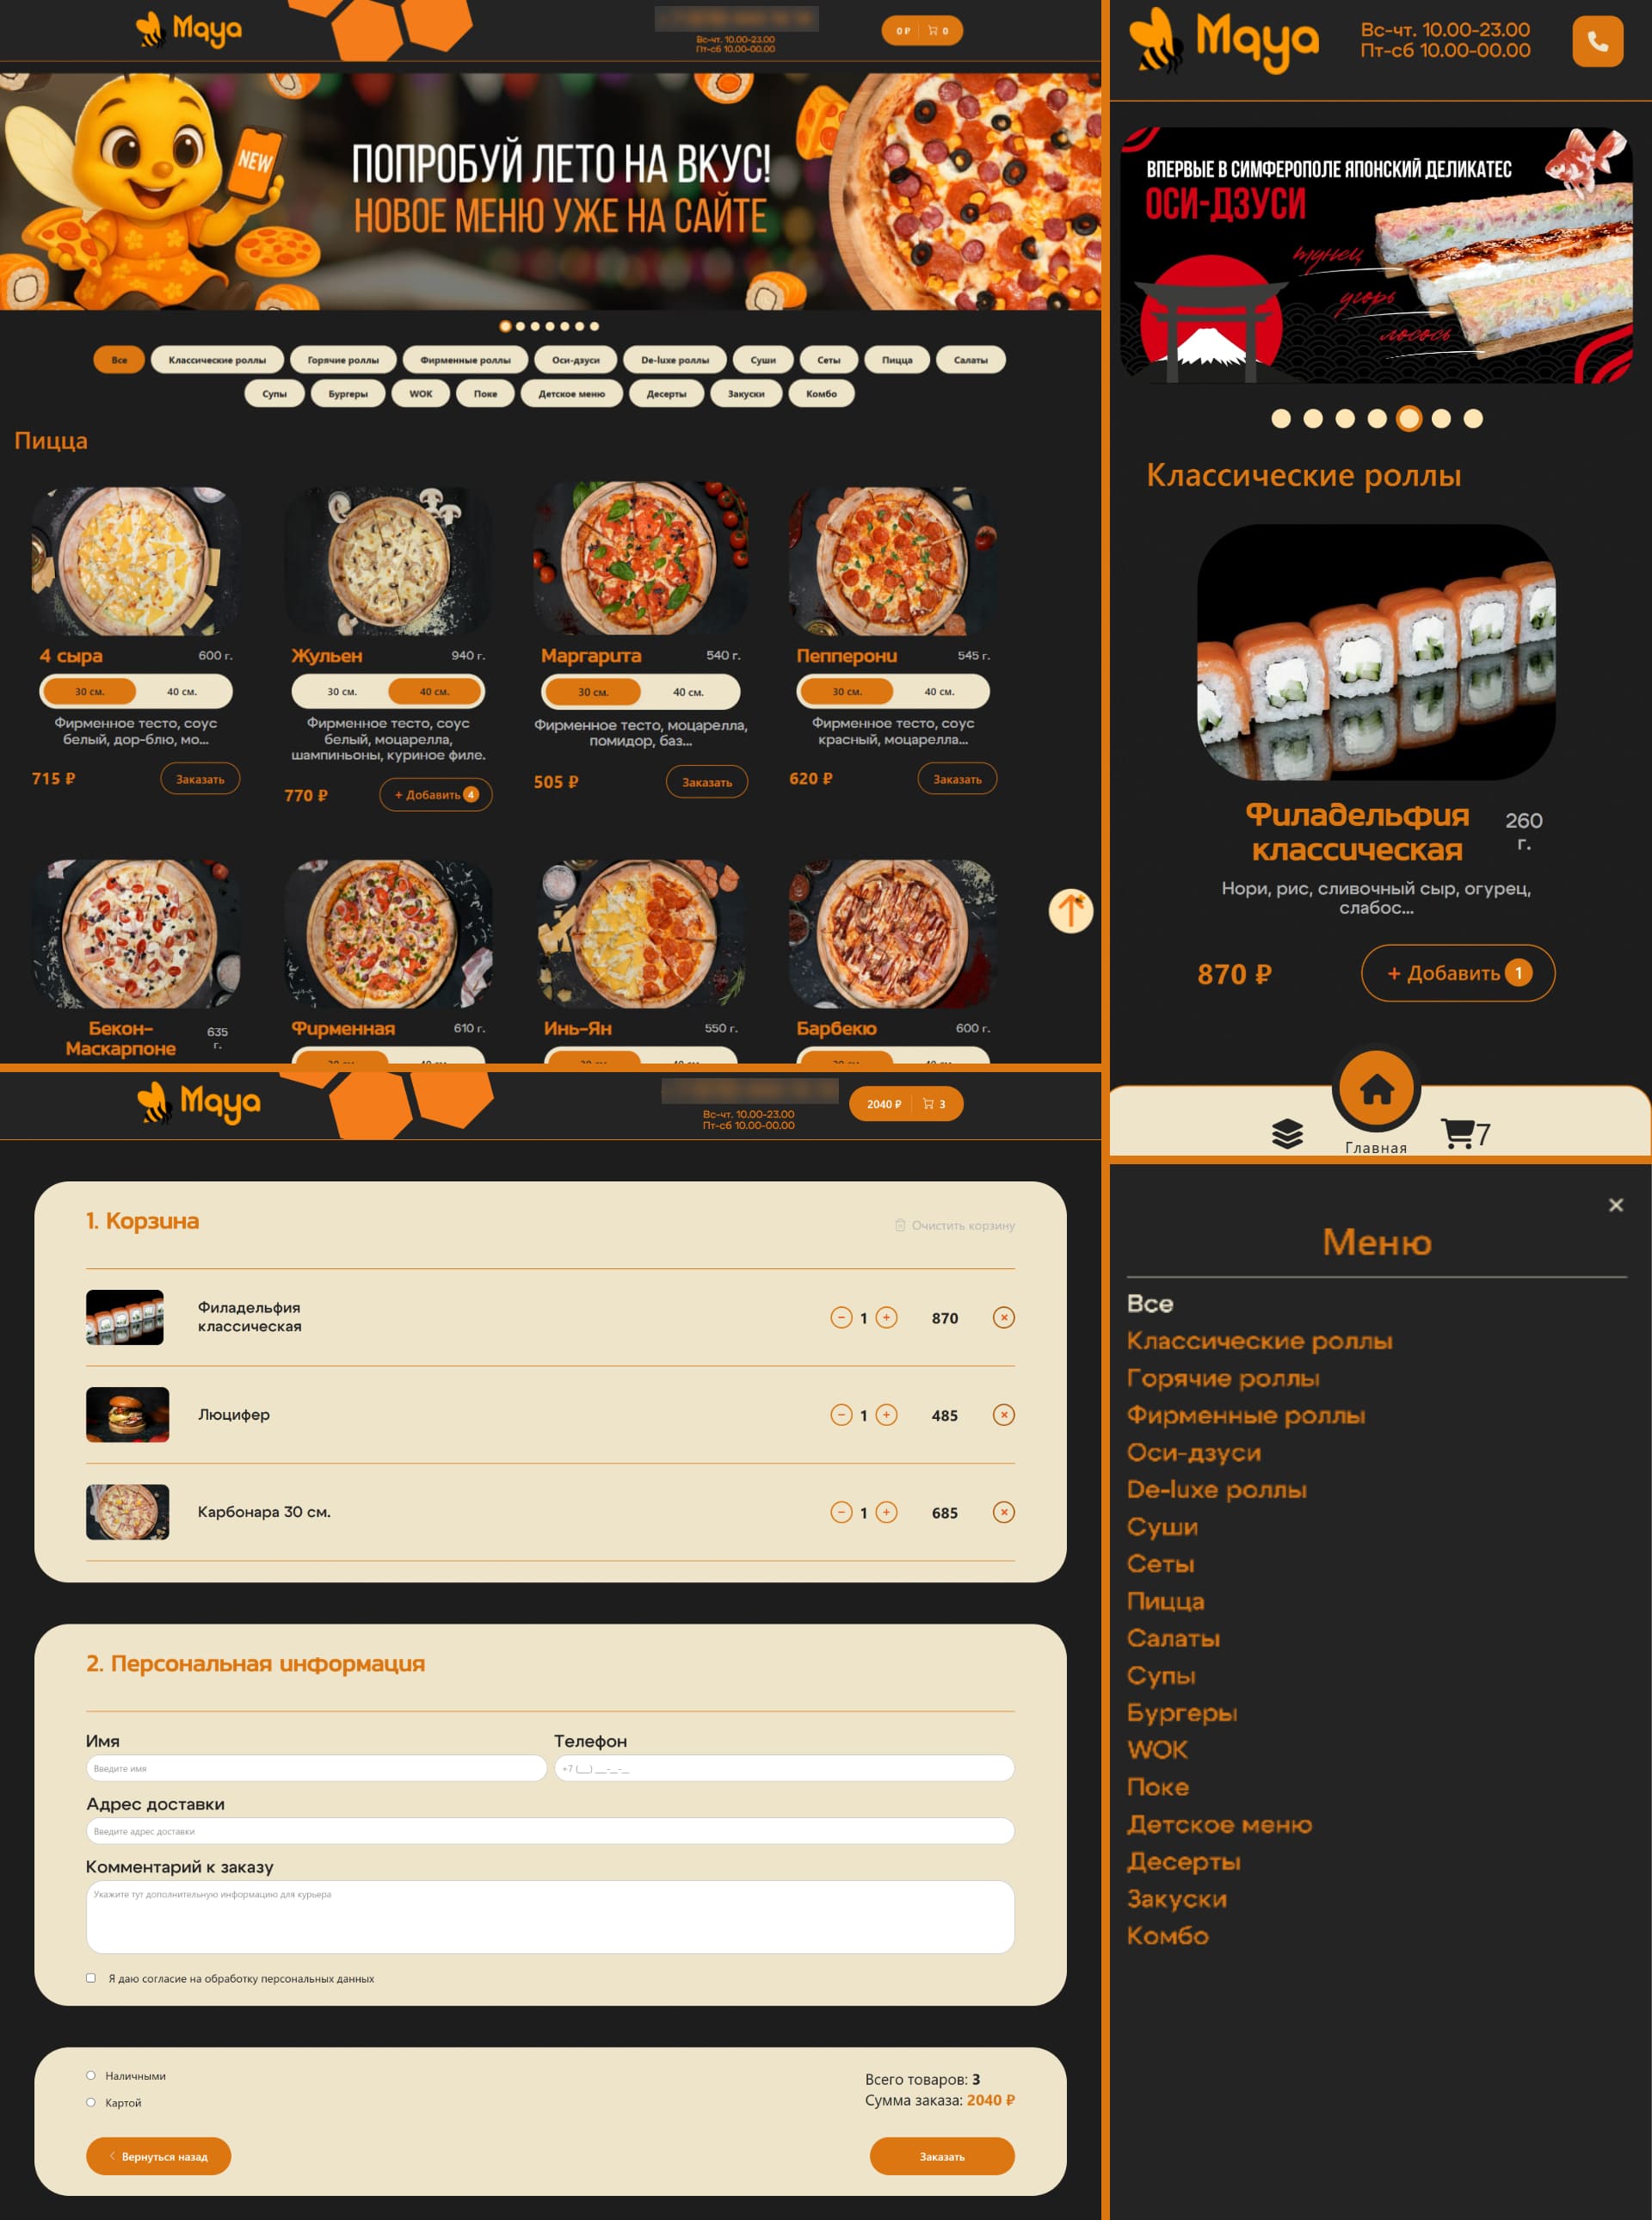 Maya
Вс-чт. 10.00-23.00
Пт-сб 10.00-00.00
0 ₽ 0
NEW
ПОПРОБУЙ ЛЕТО НА ВКУС!
НОВОЕ МЕНЮ УЖЕ НА САЙТЕ
Все Классические роллы Горячие роллы Фирменные роллы Оси-дзуси De-luxe роллы Суши Сеты Пицца Салаты
Супы Бургеры WOK Поке Детское меню Десерты Закуски Комбо
Пицца
4 сыра 600 г.
30 см. 40 см.
Фирменное тесто, соус
белый, дор-блю, мо...
715 ₽ Заказать
Жульен 940 г.
30 см. 40 см.
Фирменное тесто, соус
белый, моцарелла,
шампиньоны, куриное филе.
770 ₽ + Добавить 4
Маргарита 540 г.
30 см. 40 см.
Фирменное тесто, моцарелла,
помидор, баз...
505 ₽ Заказать
Пепперони 545 г.
30 см. 40 см.
Фирменное тесто, соус
красный, моцарелла...
620 ₽ Заказать
Бекон-
Маскарпоне
635
г.
Фирменная 610 г.
30 см. 40 см.
Инь-Ян 550 г.
30 см. 40 см.
Барбекю 600 г.
30 см. 40 см.
Maya
Вс-чт. 10.00-23.00
Пт-сб 10.00-00.00
2040 ₽ 3
1. Корзина
Очистить корзину
Филадельфия
классическая
− 1 + 870 ×
Люцифер
− 1 + 485 ×
Карбонара 30 см.
− 1 + 685 ×
2. Персональная информация
Имя Телефон
Введите имя +7 (__) ___-__-__
Адрес доставки
Введите адрес доставки
Комментарий к заказу
Укажите тут дополнительную информацию для курьера
Я даю согласие на обработку персональных данных
Наличными
Картой
Всего товаров: 3
Сумма заказа: 2040 ₽
Вернуться назад
Заказать
Maya
Вс-чт. 10.00-23.00
Пт-сб 10.00-00.00
ВПЕРВЫЕ В СИМФЕРОПОЛЕ ЯПОНСКИЙ ДЕЛИКАТЕС
ОСИ-ДЗУСИ
тунец
угорь
лосось
Классические роллы
Филадельфия
классическая
260
г.
Нори, рис, сливочный сыр, огурец,
слабос...
870 ₽ + Добавить 1
7
Главная
×
Меню
Все
Классические роллы
Горячие роллы
Фирменные роллы
Оси-дзуси
De-luxe роллы
Суши
Сеты
Пицца
Салаты
Супы
Бургеры
WOK
Поке
Детское меню
Десерты
Закуски
Комбо